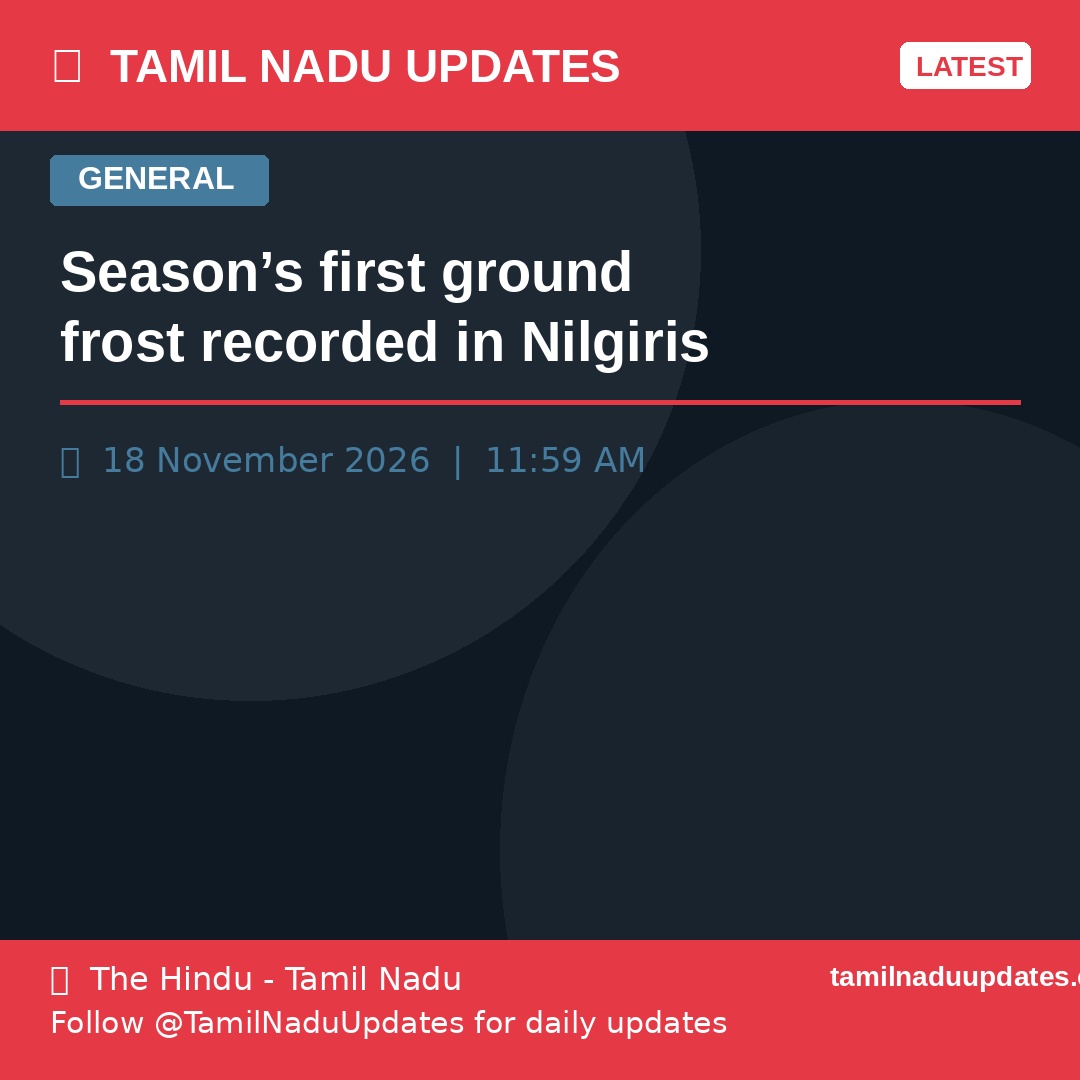 TAMIL NADU UPDATES
LATEST
GENERAL
Season’s first ground
frost recorded in Nilgiris
18 November 2026 | 11:59 AM
The Hindu - Tamil Nadu
tamilnaduupdates.
Follow @TamilNaduUpdates for daily updates